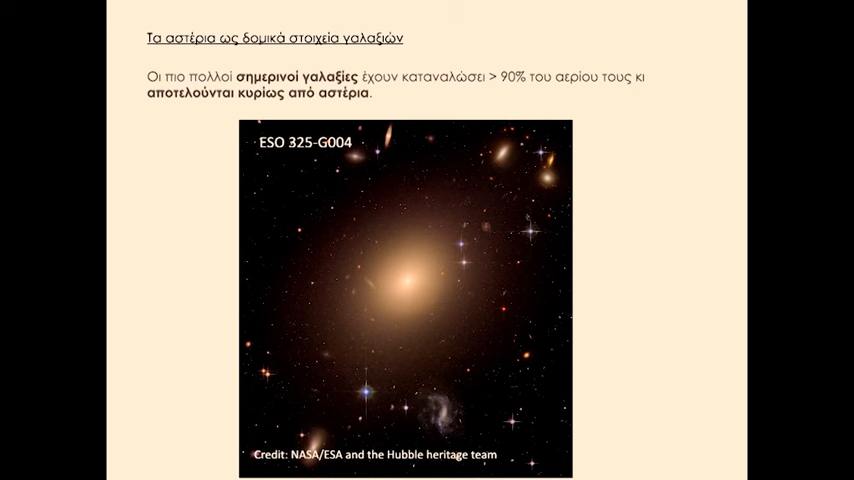 Τα αστέρια ως δομικά στοιχεία γαλαξιών
Οι πιο πολλοί σημερινοί γαλαξίες έχουν καταναλώσει > 90% του αερίου τους κι
αποτελούνται κυρίως από αστέρια.
ESO 325-G004
Credit: NASA/ESA and the Hubble heritage team